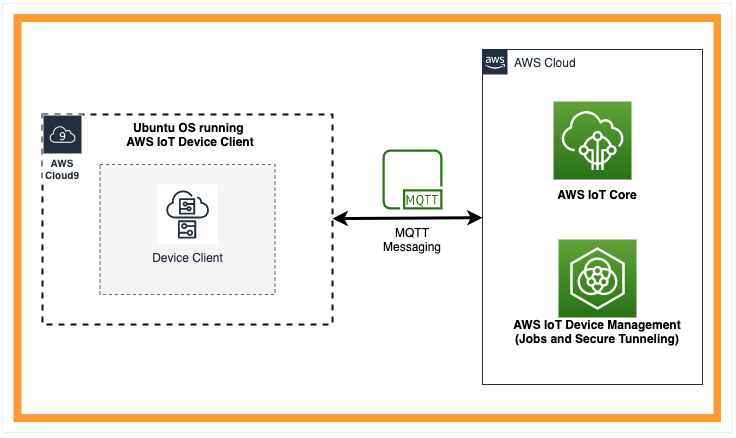 aws
AWS Cloud
Ubuntu OS running
AWS IoT Device Client
9
AWS
Cloud9
Device Client
MQTT
MQTT
Messaging
AWS IoT Core
AWS IoT Device Management
(Jobs and Secure Tunneling)